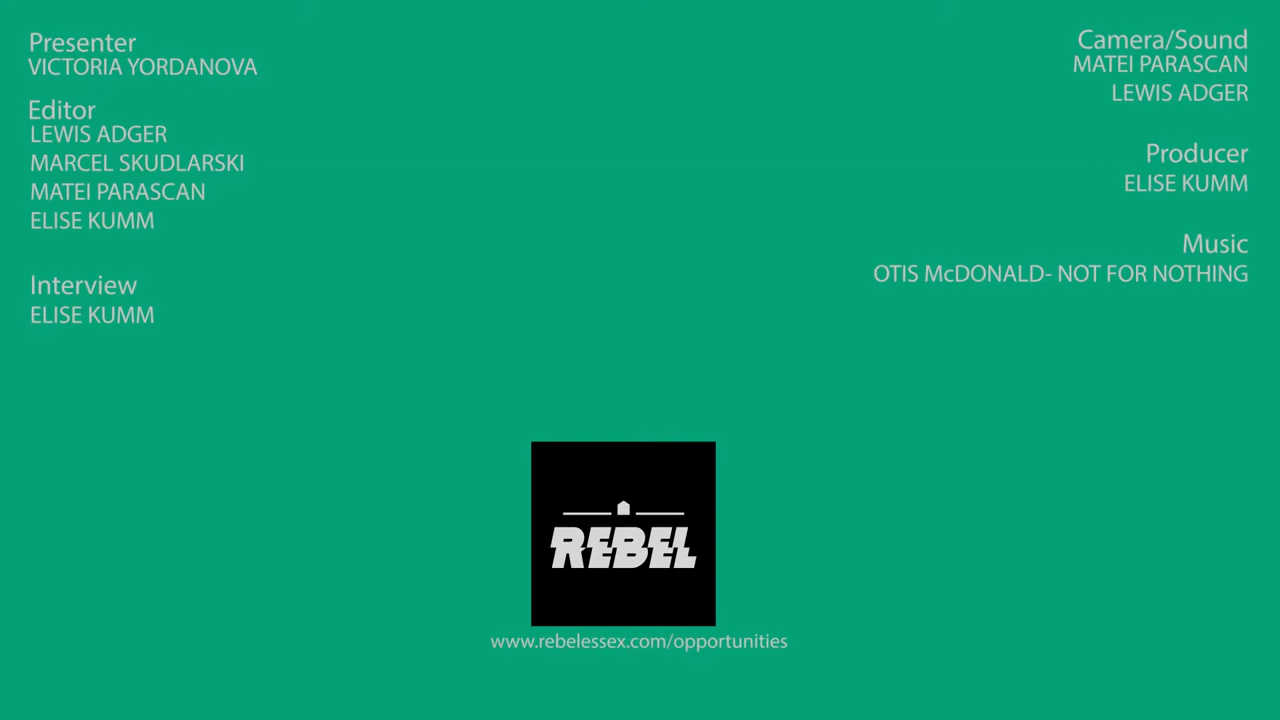 Presenter
VICTORIA YORDANOVA
Editor
LEWIS ADGER
MARCEL SKUDLARSKI
MATEI PARASCAN
ELISE KUMM
Interview
ELISE KUMM
Camera/Sound
MATEI PARASCAN
LEWIS ADGER
Producer
ELISE KUMM
Music
OTIS McDONALD- NOT FOR NOTHING
REBEL
www.rebelessex.com/opportunities